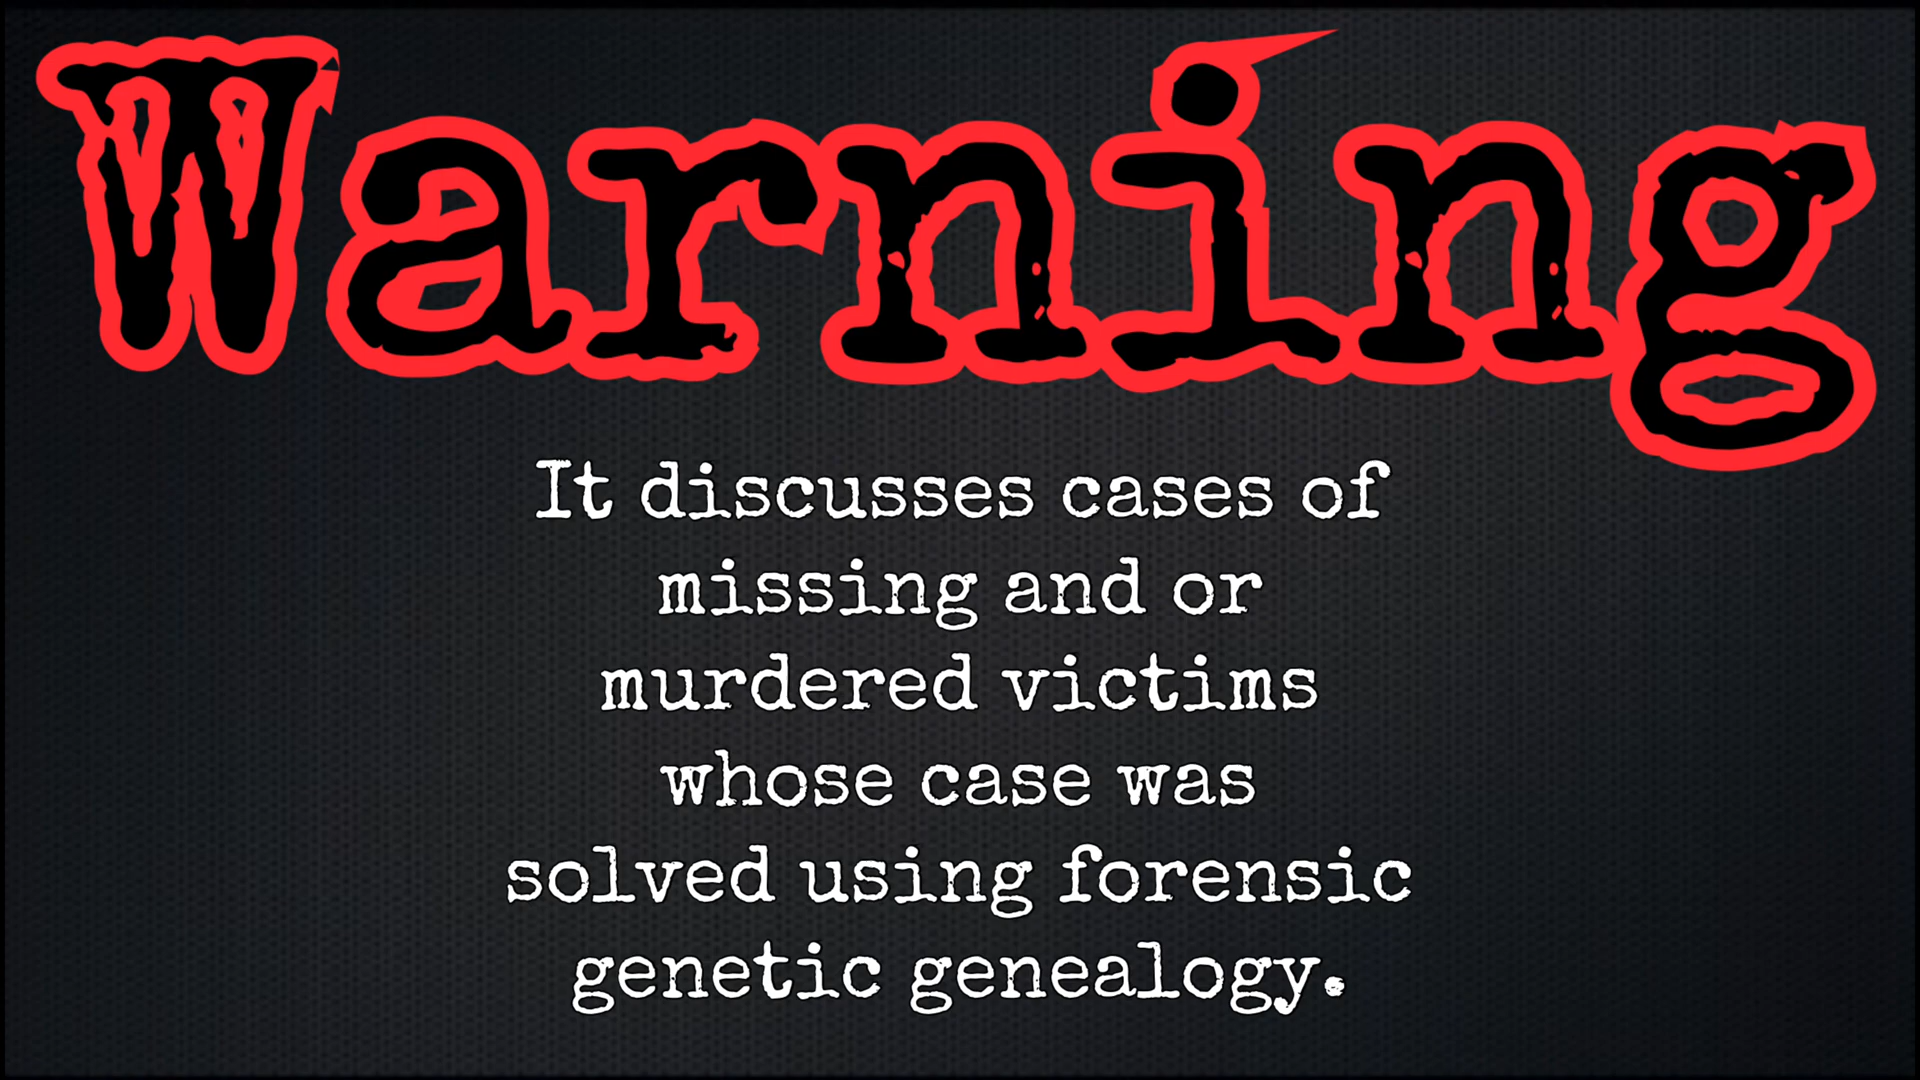 Warning
It discusses cases of
missing and or
murdered victims
whose case was
solved using forensic
genetic genealogy.